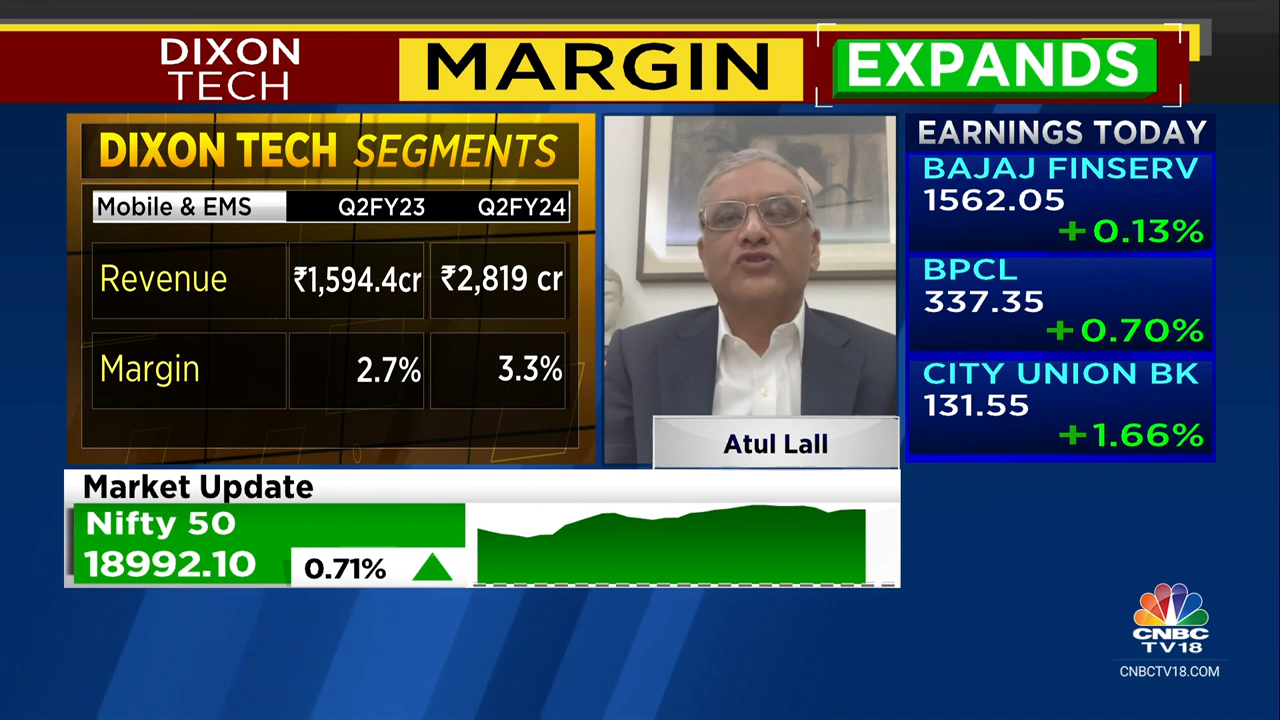 DIXON
TECH
MARGIN
EXPANDS
DIXON TECH SEGMENTS
Mobile & EMS Q2FY23 Q2FY24
Revenue ₹1,594.4cr ₹2,819 cr
Margin 2.7% 3.3%
Atul Lall
EARNINGS TODAY
BAJAJ FINSERV
1562.05
+0.13%
BPCL
337.35
+0.70%
CITY UNION BK
131.55
+1.66%
Market Update
Nifty 50
18992.10 0.71%
CNBC
TV18
CNBCTV18.COM